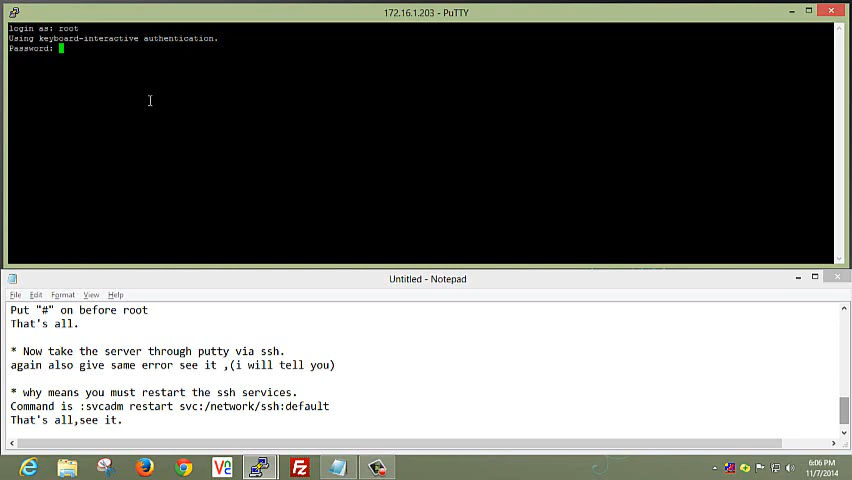 172.16.1.203 - PuTTY
login as: root
Using keyboard-interactive authentication.
Password:
Untitled - Notepad
File Edit Format View Help
Put "#" on before root
That's all.
* Now take the server through putty via ssh.
again also give same error see it ,(i will tell you)
* why means you must restart the ssh services.
Command is :svcadm restart svc:/network/ssh:default
That's all,see it.
6:06 PM
11/7/2014